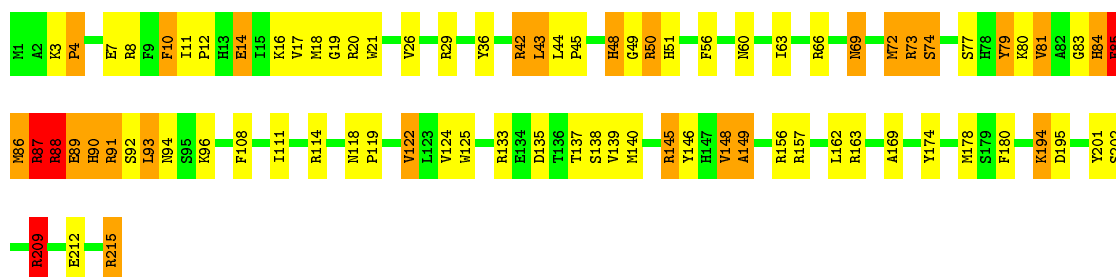 M1 A2 K3 P4 E7 R8 F9 F10 I11 P12 H13 E14 I15 K16 V17 M18 G19 R20 W21 V26 R29 Y36 R42 L43 L44 P45 H48 G49 R50 H51 F56 N60 I63 R66 N69 M72 R73 S74 S77 H78 Y79 K80 V81 A82 G83 H84
M86 R87 R88 E89 H90 R91 S92 L93 N94 S95 K96 F108 I111 R114 N118 P119 V122 L123 V124 W125 R133 E134 D135 T136 T137 S138 V139 M140 R145 Y146 H147 V148 A149 R156 R157 L162 R163 A169 Y174 M178 S179 F180 K194 D195 Y201 S202
R209 E212 R215